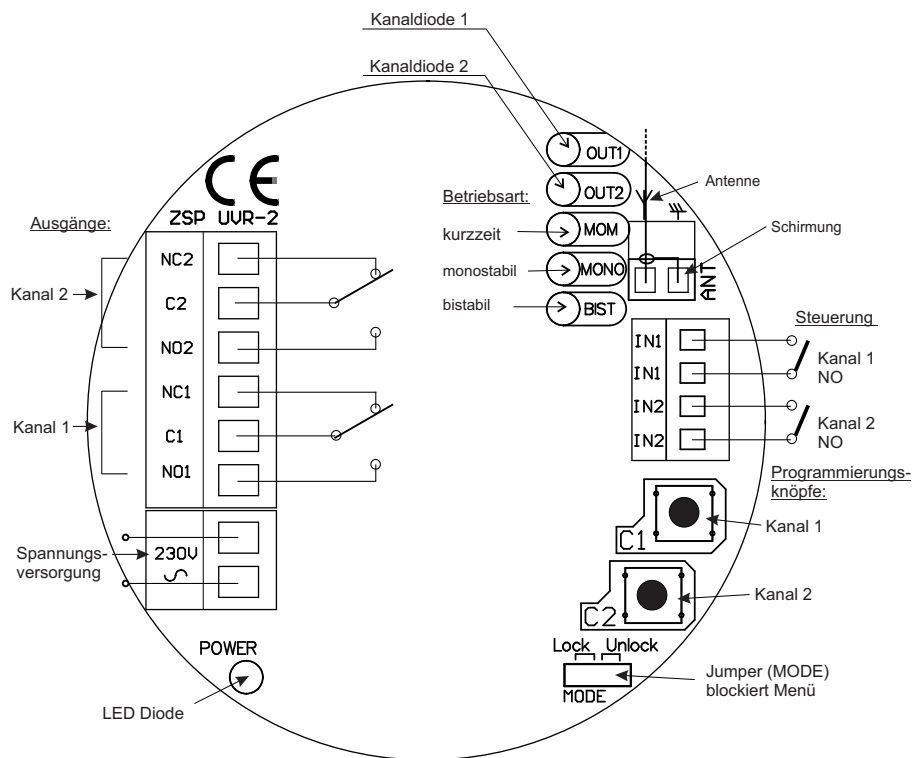 Kanaldiode 1
Kanaldiode 2
CE
ZSP UVR-2
Ausgänge:
NC2
Kanal 2
C2
NO2
NC1
Kanal 1
C1
NO1
Spannungs-
versorgung
230V
POWER
LED Diode
OUT1
OUT2
Betriebsart:
kurzzeit
MOM
monostabil
MONO
bistabil
BIST
Antenne
Schirmung
ANT
Steuerung
IN1
IN1
Kanal 1
NO
IN2
IN2
Kanal 2
NO
Programmierungs-
knöpfe:
C1
Kanal 1
C2
Kanal 2
Lock Unlock
MODE
Jumper (MODE)
blockiert Menü